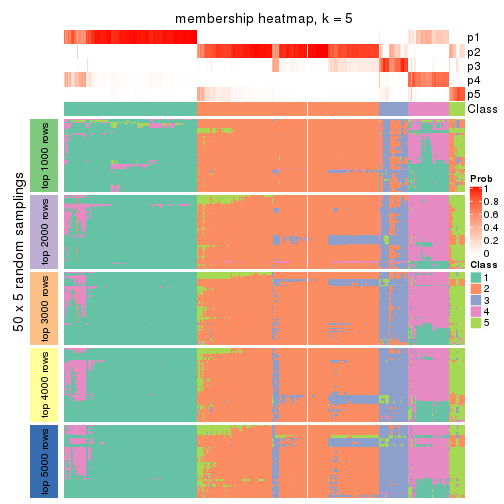 membership heatmap, k = 5
p1
p2
p3
p4
p5
Class
50 x 5 random samplings
top 1000 rows
top 2000 rows
top 3000 rows
top 4000 rows
top 5000 rows
Prob
1
0.8
0.6
0.4
0.2
0
Class
1
2
3
4
5